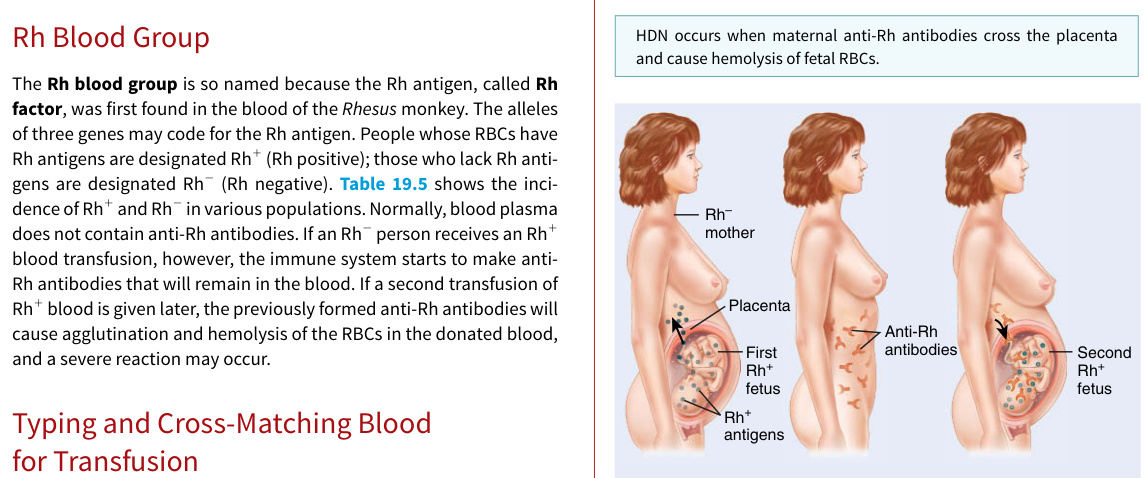 Rh Blood Group
The Rh blood group is so named because the Rh antigen, called Rh
factor, was first found in the blood of the Rhesus monkey. The alleles
of three genes may code for the Rh antigen. People whose RBCs have
Rh antigens are designated Rh⁺ (Rh positive); those who lack Rh anti-
gens are designated Rh⁻ (Rh negative). Table 19.5 shows the inci-
dence of Rh⁺ and Rh⁻ in various populations. Normally, blood plasma
does not contain anti-Rh antibodies. If an Rh⁻ person receives an Rh⁺
blood transfusion, however, the immune system starts to make anti-
Rh antibodies that will remain in the blood. If a second transfusion of
Rh⁺ blood is given later, the previously formed anti-Rh antibodies will
cause agglutination and hemolysis of the RBCs in the donated blood,
and a severe reaction may occur.
Typing and Cross-Matching Blood
for Transfusion
HDN occurs when maternal anti-Rh antibodies cross the placenta
and cause hemolysis of fetal RBCs.
Rh⁻
mother
Placenta
First
Rh⁺
fetus
Rh⁺
antigens
Anti-Rh
antibodies
Second
Rh⁺
fetus